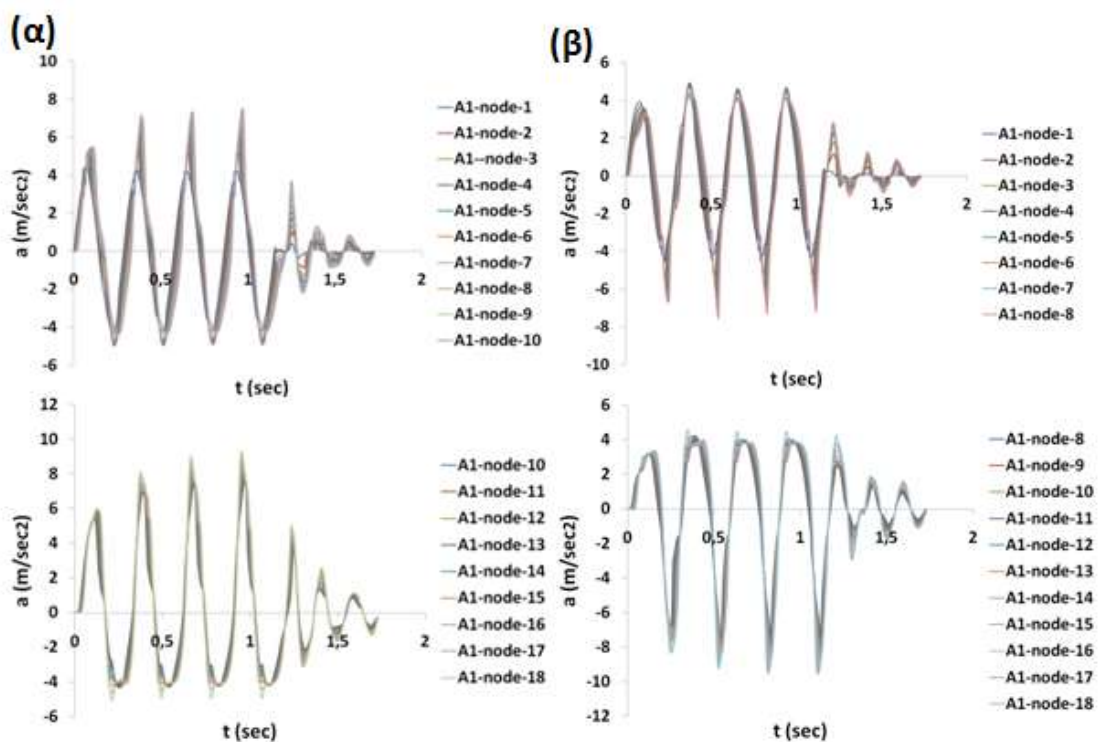 (α)
10
8
6
4
2
0
-2
-4
-6
0
0,5
1
1,5
2
a (m/sec2)
t (sec)
A1-node-1
A1-node-2
A1--node-3
A1-node-4
A1-node-5
A1-node-6
A1-node-7
A1-node-8
A1-node-9
A1-node-10
(β)
6
4
2
0
-2
-4
-6
-8
-10
0
0,5
1
1,5
2
a (m/sec2)
t (sec)
A1-node-1
A1-node-2
A1-node-3
A1-node-4
A1-node-5
A1-node-6
A1-node-7
A1-node-8
12
10
8
6
4
2
0
-2
-4
-6
0
0,5
1
1,5
2
a (m/sec2)
t (sec)
A1-node-10
A1-node-11
A1-node-12
A1-node-13
A1-node-14
A1-node-15
A1-node-16
A1-node-17
A1-node-18
6
4
2
0
-2
-4
-6
-8
-10
-12
0
0,5
1
1,5
2
a (m/sec2)
t (sec)
A1-node-8
A1-node-9
A1-node-10
A1-node-11
A1-node-12
A1-node-13
A1-node-14
A1-node-15
A1-node-16
A1-node-17
A1-node-18